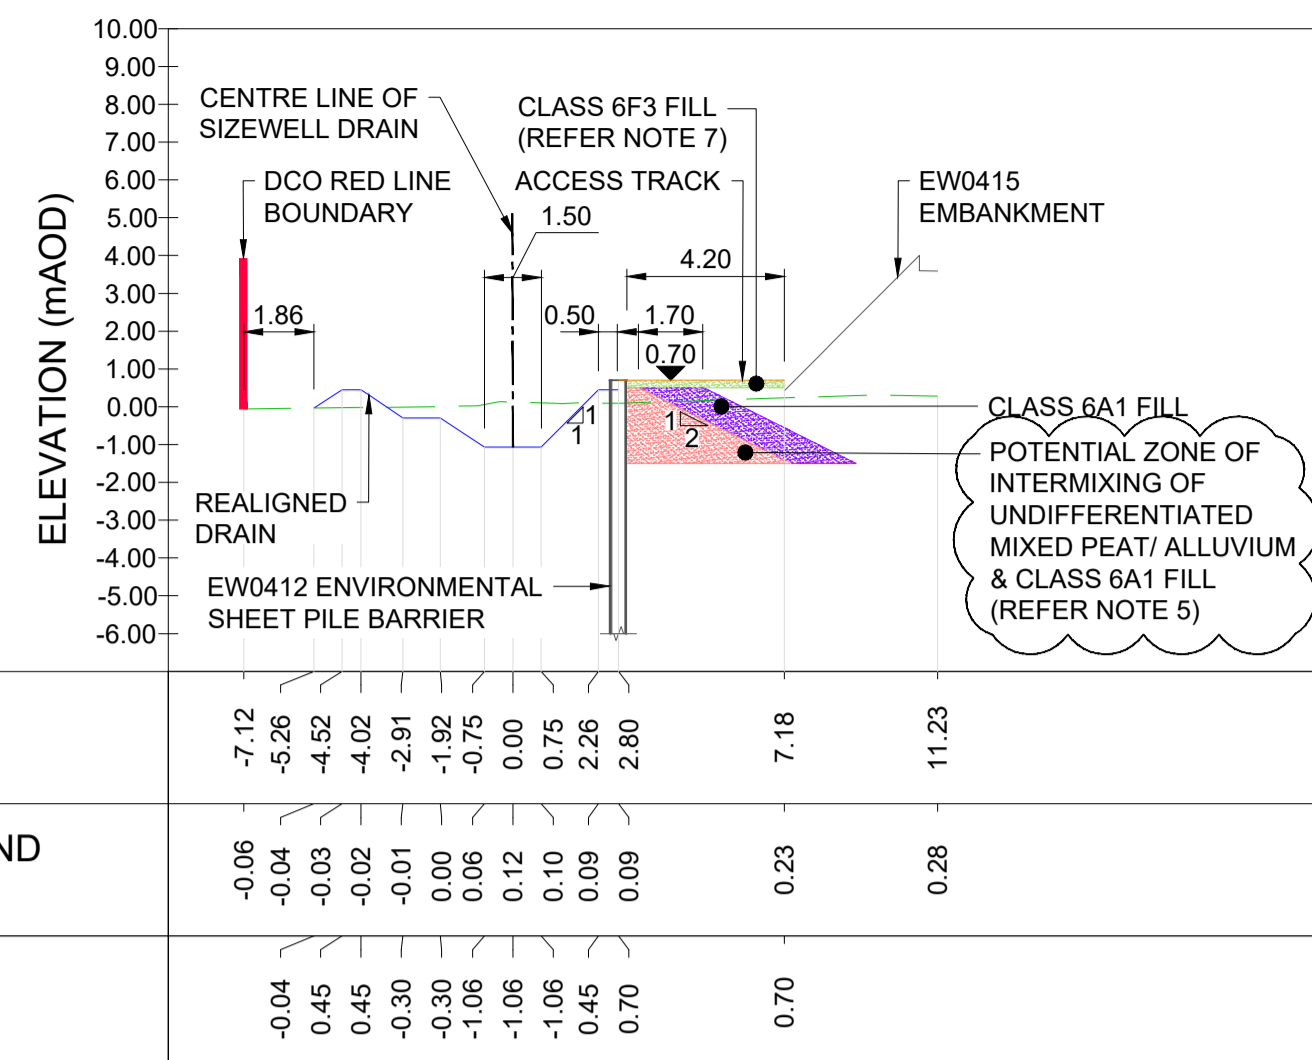 10.00
9.00
8.00
7.00
6.00
5.00
4.00
3.00
2.00
1.00
0.00
-1.00
-2.00
-3.00
-4.00
-5.00
-6.00
ELEVATION (mAOD)
CENTRE LINE OF
SIZEWELL DRAIN
CLASS 6F3 FILL
(REFER NOTE 7)
DCO RED LINE
BOUNDARY
ACCESS TRACK
EW0415
EMBANKMENT
1.50
4.20
1.86
0.50
1.70
0.70
1
1
1
2
CLASS 6A1 FILL
POTENTIAL ZONE OF
INTERMIXING OF
UNDIFFERENTIATED
MIXED PEAT/ ALLUVIUM
& CLASS 6A1 FILL
(REFER NOTE 5)
REALIGNED
DRAIN
EW0412 ENVIRONMENTAL
SHEET PILE BARRIER
-7.12
-5.26
-4.52
-4.02
-2.91
-1.92
-0.75
0.00
0.75
2.26
2.80
7.18
11.23
ND
-0.06
-0.04
-0.03
-0.02
-0.01
0.00
0.06
0.12
0.10
0.09
0.09
0.23
0.28
-0.04
0.45
0.45
-0.30
-0.30
-1.06
-1.06
-1.06
0.45
0.70
0.70